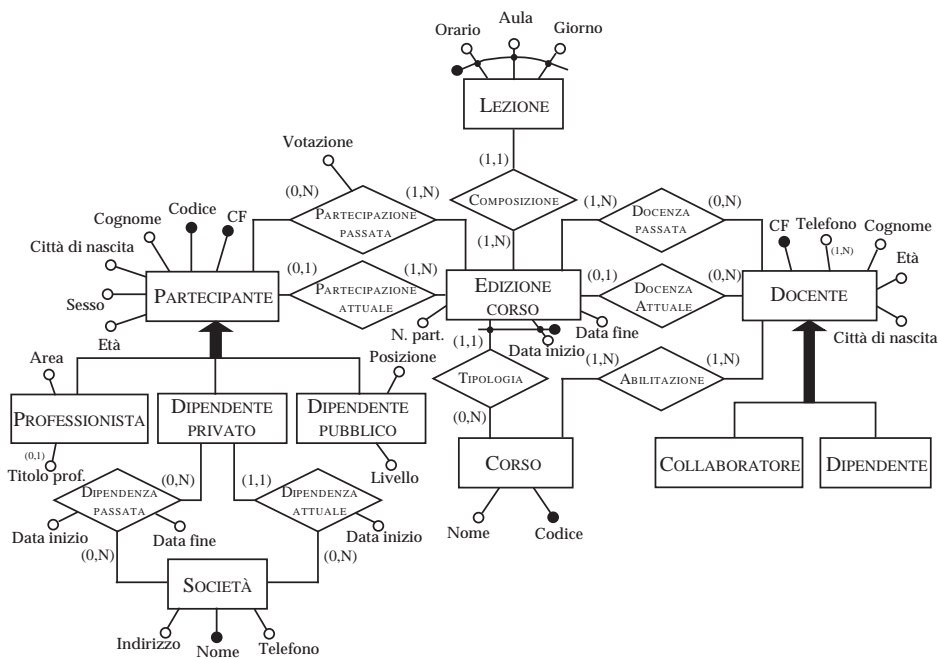 Orario
Aula
Giorno
LEZIONE
(1,1)
COMPOSIZIONE
(1,N)
Votazione
(0,N)
(1,N)
PARTECIPAZIONE
PASSATA
(1,N)
(0,N)
DOCENZA
PASSATA
Cognome
Codice
CF
Città di nascita
Sesso
Età
PARTECIPANTE
(0,1)
(1,N)
PARTECIPAZIONE
ATTUALE
EDIZIONE
CORSO
N. part.
Data inizio
Data fine
(0,1)
(0,N)
DOCENZA
ATTUALE
CF
Telefono
(1,N)
Cognome
Età
Città di nascita
DOCENTE
(1,1)
TIPOLOGIA
(0,N)
(1,N)
(1,N)
ABILITAZIONE
Area
PROFESSIONISTA
(0,1)
Titolo prof.
DIPENDENTE
PRIVATO
Posizione
DIPENDENTE
PUBBLICO
Livello
CORSO
Nome
Codice
COLLABORATORE
DIPENDENTE
(0,N)
DIPENDENZA
PASSATA
Data inizio
Data fine
(0,N)
(1,1)
DIPENDENZA
ATTUALE
Data inizio
(0,N)
SOCIETÀ
Indirizzo
Nome
Telefono